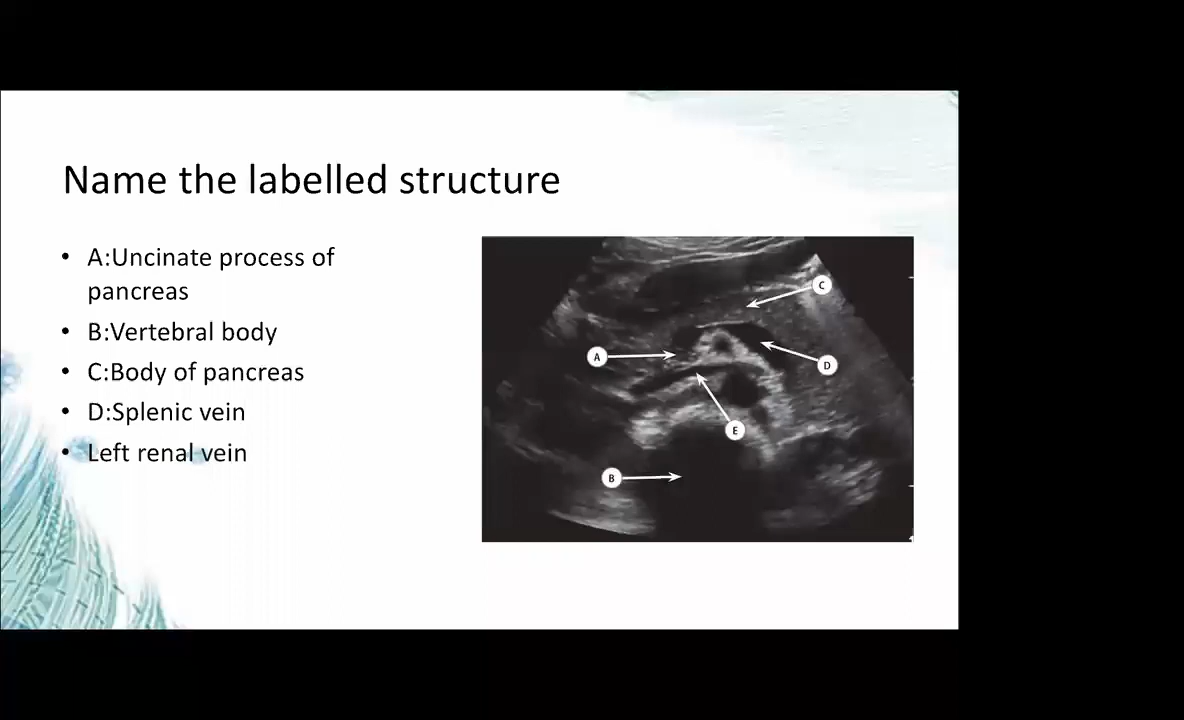 Name the labelled structure
• A:Uncinate process of
pancreas
• B:Vertebral body
• C:Body of pancreas
• D:Splenic vein
• Left renal vein
C
A
D
E
B